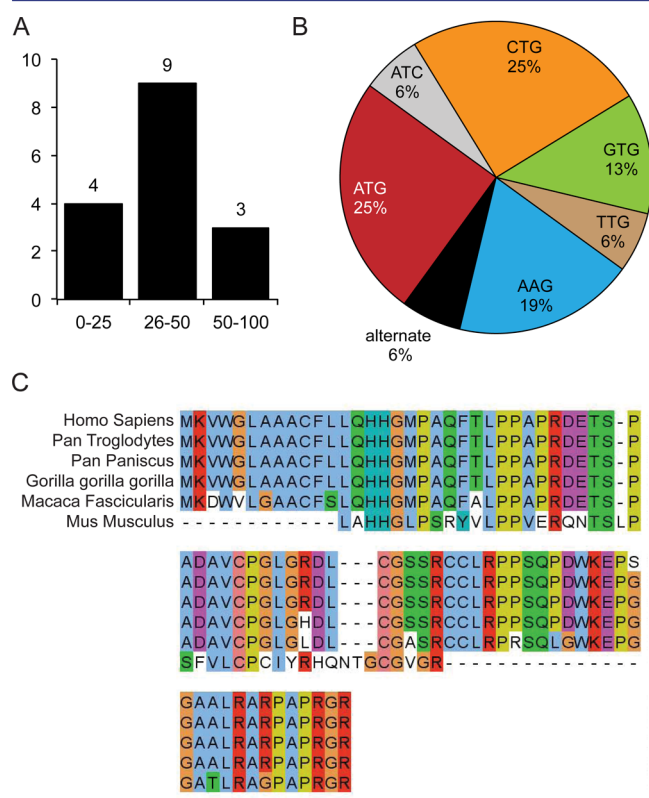 A
B
10
8
6
4
2
0
4
9
3
0-25
26-50
50-100
CTG
25%
GTG
13%
TTG
6%
AAG
19%
alternate
6%
ATG
25%
ATC
6%
C
Homo Sapiens MKVWGLAAACFLLQHHGMPAQFTLPPAPRDETS-P
Pan Troglodytes MKVWGLAAACFLLQHHGMPAQFTLPPAPRDETS-P
Pan Paniscus MKVWGLAAACFLLQHHGMPAQFTLPPAPRDETS-P
Gorilla gorilla gorilla MKVWGLAAACFLLQHHGMPAQFTLPPAPRDETS-P
Macaca Fascicularis MKDWVLGAACFSLQHHGMPAQFALPPAPRDETS-P
Mus Musculus ------------LAHHGLPSRYVLPPVERQNTSLP
ADAVCPGLGRDL---CGSSRCCLRPPSQPDWKEPS
ADAVCPGLGRDL---CGSSRCCLRPPSQPDWKEPG
ADAVCPGLGRDL---CGSSRCCLRPPSQPDWKEPG
ADAVCPGLGHDL---CGSSRCCLRPPSQPDWKEPG
ADAVCPGLGLDL---CGASRCCLRPRSQLGWKEPG
SFVLCPCIYRHQNTGCGVGR---------------
GAALRARPAPRGR
GAALRARPAPRGR
GAALRARPAPRGR
GAALRARPAPRGR
GATLRAGPAPRGR